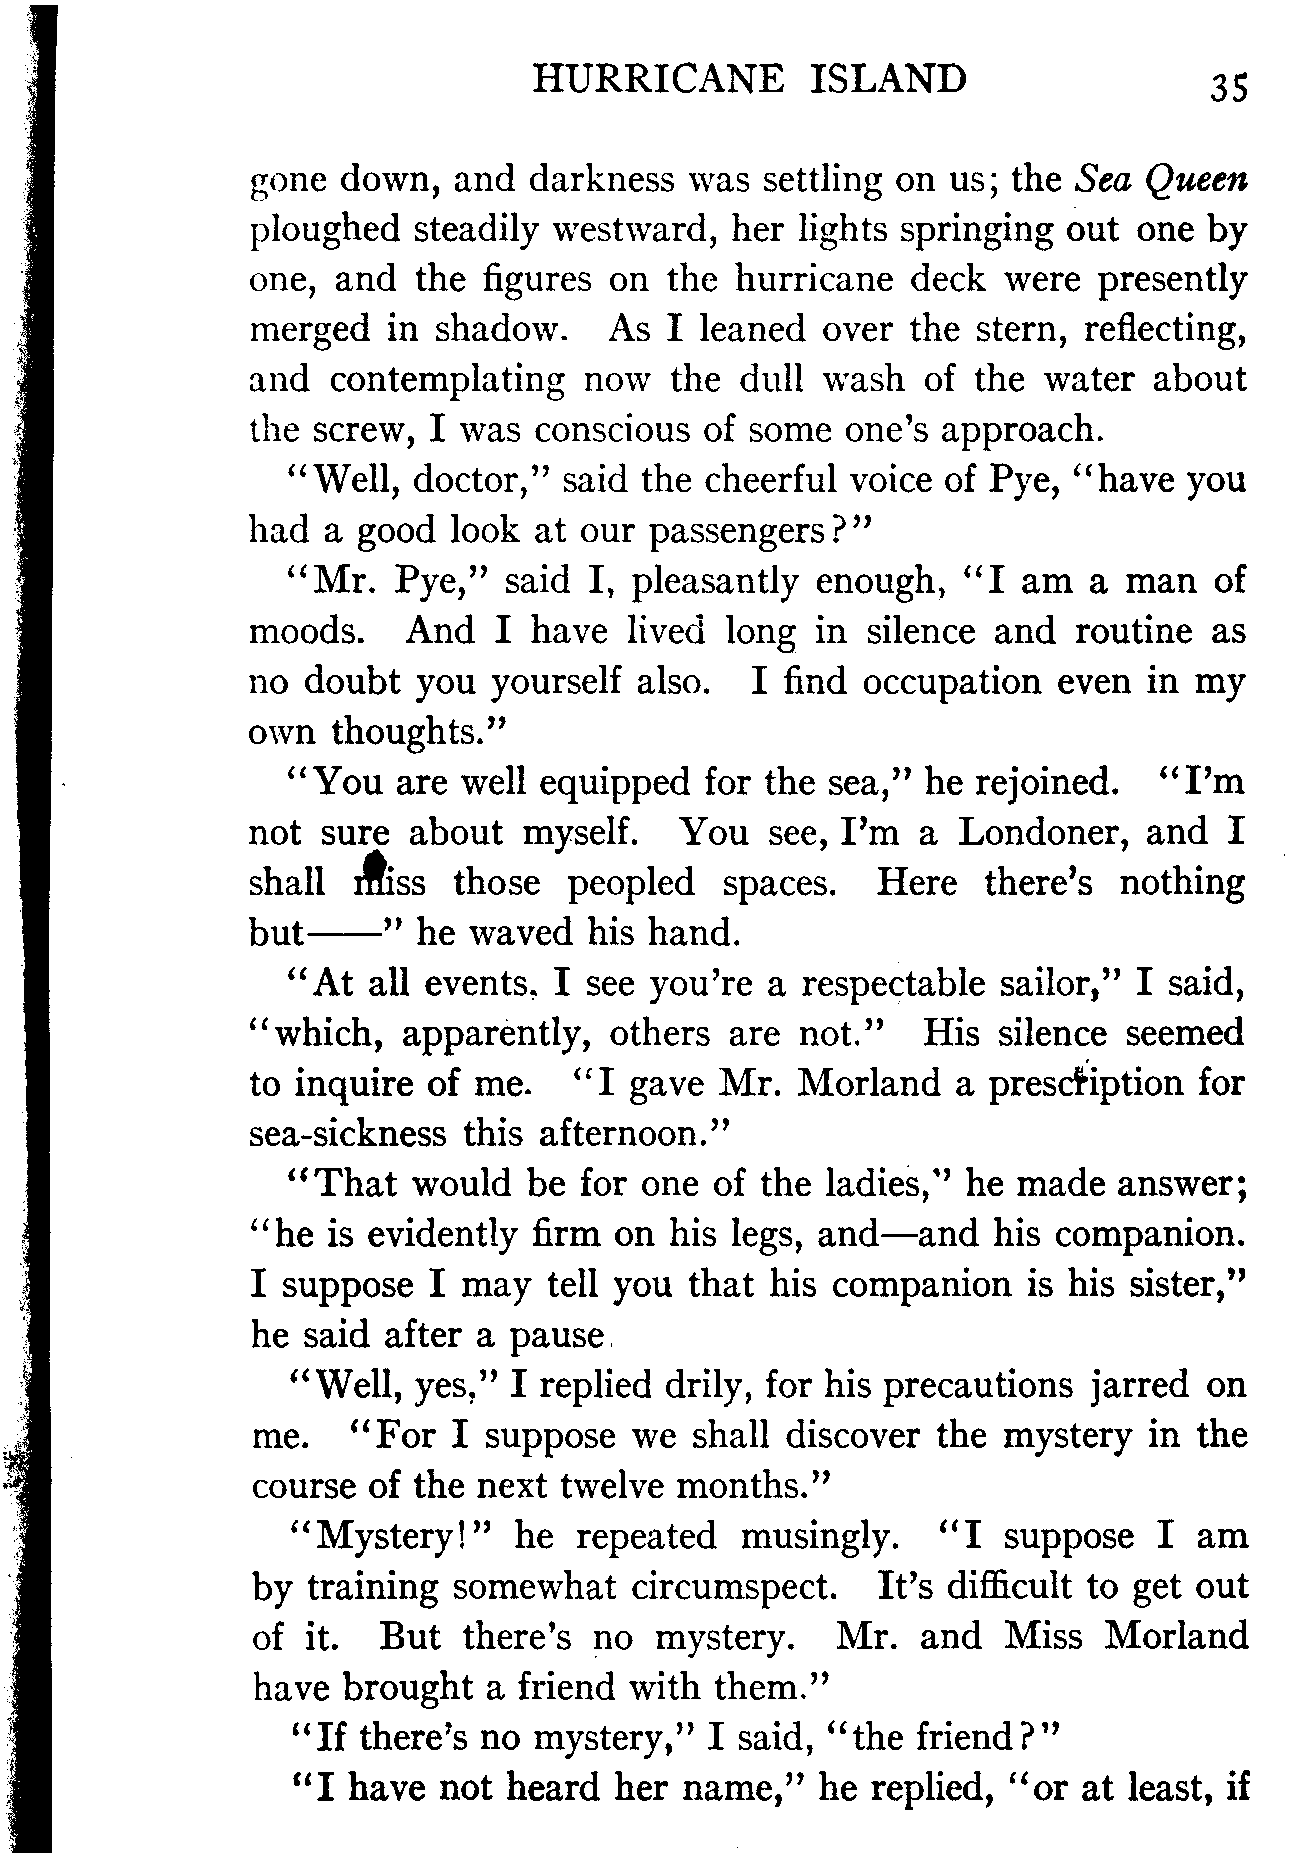 HURRICANE ISLAND 35
gone down, and darkness was settling on us; the Sea Queen
ploughed steadily westward, her lights springing out one by
one, and the figures on the hurricane deck were presently
merged in shadow. As I leaned over the stern, reflecting,
and contemplating now the dull wash of the water about
the screw, I was conscious of some one's approach.
"Well, doctor," said the cheerful voice of Pye, "have you
had a good look at our passengers?"
"Mr. Pye," said I, pleasantly enough, "I am a man of
moods. And I have lived long in silence and routine as
no doubt you yourself also. I find occupation even in my
own thoughts."
"You are well equipped for the sea," he rejoined. "I'm
not sure about myself. You see, I'm a Londoner, and I
shall miss those peopled spaces. Here there's nothing
but——" he waved his hand.
"At all events, I see you're a respectable sailor," I said,
"which, apparently, others are not." His silence seemed
to inquire of me. "I gave Mr. Morland a prescription for
sea-sickness this afternoon."
"That would be for one of the ladies," he made answer;
"he is evidently firm on his legs, and—and his companion.
I suppose I may tell you that his companion is his sister,"
he said after a pause.
"Well, yes," I replied drily, for his precautions jarred on
me. "For I suppose we shall discover the mystery in the
course of the next twelve months."
"Mystery!" he repeated musingly. "I suppose I am
by training somewhat circumspect. It's difficult to get out
of it. But there's no mystery. Mr. and Miss Morland
have brought a friend with them."
"If there's no mystery," I said, "the friend?"
"I have not heard her name," he replied, "or at least, if